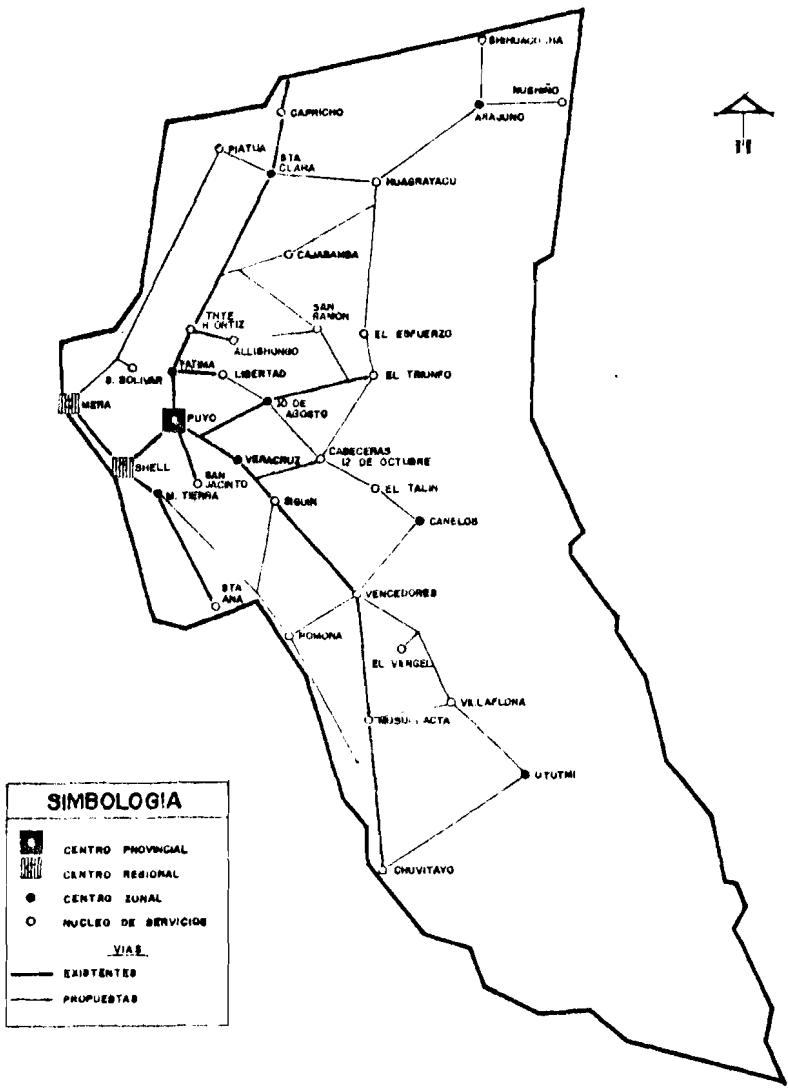 NUSHIÑO
ARAJUNO
CAPRICHO
PIATUA
STA
CLARA
HUAGRAYACU
CAJABAMBA
TNTE
H. ORTIZ
SAN
RAMON
ALLISHUNGO
EL ESFUERZO
S. BOLIVAR
FATIMA
LIBERTAD
EL TRIUNFO
MERA
PUYO
10 DE
AGOSTO
SHELL
VERACRUZ
CABECERAS
12 DE OCTUBRE
SAN
JACINTO
M. TIERRA
SIGUIN
EL TALIN
CANELOS
STA
ANA
VENCEDORES
POMONA
EL VERGEL
VILLAFLORA
CHUVITAYO
SIMBOLOGIA
CENTRO PROVINCIAL
CENTRO REGIONAL
CENTRO ZONAL
NUCLEO DE SERVICIOS
VIAS
EXISTENTES
PROPUESTAS